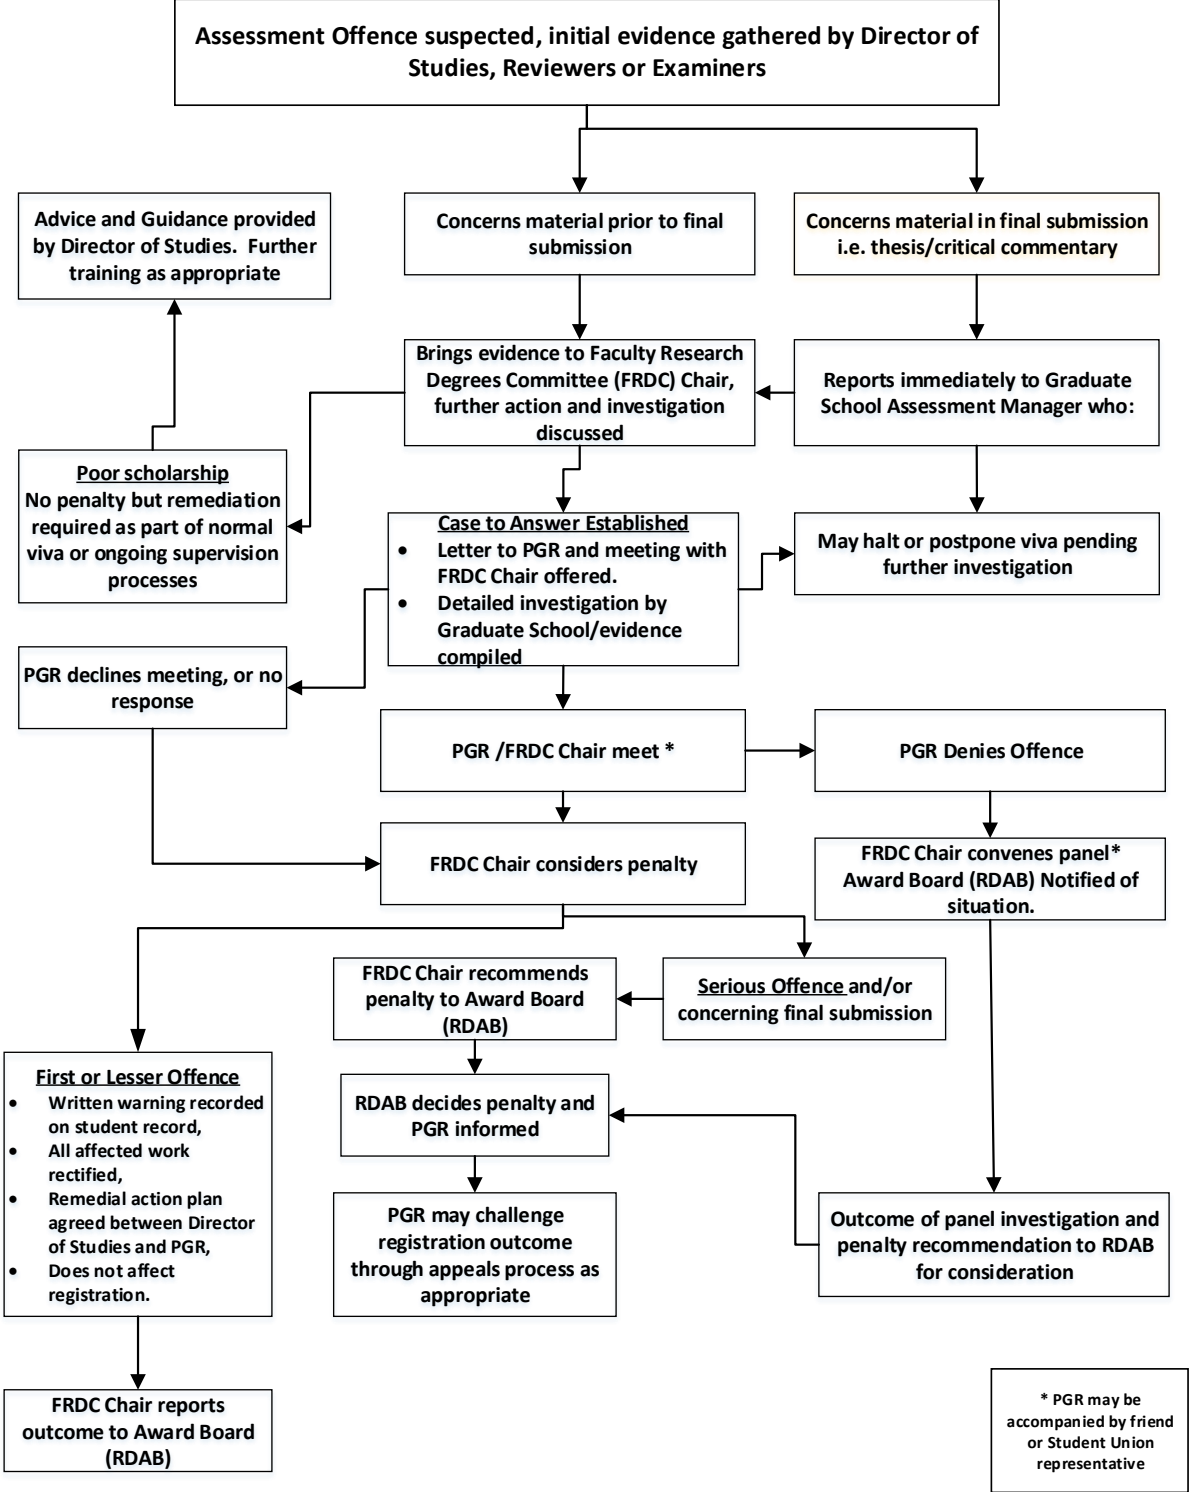 Assessment Offence suspected, initial evidence gathered by Director of
Studies, Reviewers or Examiners
Advice and Guidance provided
by Director of Studies.  Further
training as appropriate
Concerns material prior to final
submission
Concerns material in final submission
i.e. thesis/critical commentary
Brings evidence to Faculty Research
Degrees Committee (FRDC) Chair,
further action and investigation
discussed
Reports immediately to Graduate
School Assessment Manager who:
Poor scholarship
No penalty but remediation
required as part of normal
viva or ongoing supervision
processes
Case to Answer Established
• Letter to PGR and meeting with
FRDC Chair offered.
• Detailed investigation by
Graduate School/evidence
compiled
May halt or postpone viva pending
further investigation
PGR declines meeting, or no
response
PGR /FRDC Chair meet *
PGR Denies Offence
FRDC Chair considers penalty
FRDC Chair convenes panel*
Award Board (RDAB) Notified of
situation.
FRDC Chair recommends
penalty to Award Board
(RDAB)
Serious Offence and/or
concerning final submission
First or Lesser Offence
• Written warning recorded
on student record,
• All affected work
rectified,
• Remedial action plan
agreed between Director
of Studies and PGR,
• Does not affect
registration.
RDAB decides penalty and
PGR informed
PGR may challenge
registration outcome
through appeals process as
appropriate
Outcome of panel investigation and
penalty recommendation to RDAB
for consideration
FRDC Chair reports
outcome to Award Board
(RDAB)
* PGR may be
accompanied by friend
or Student Union
representative